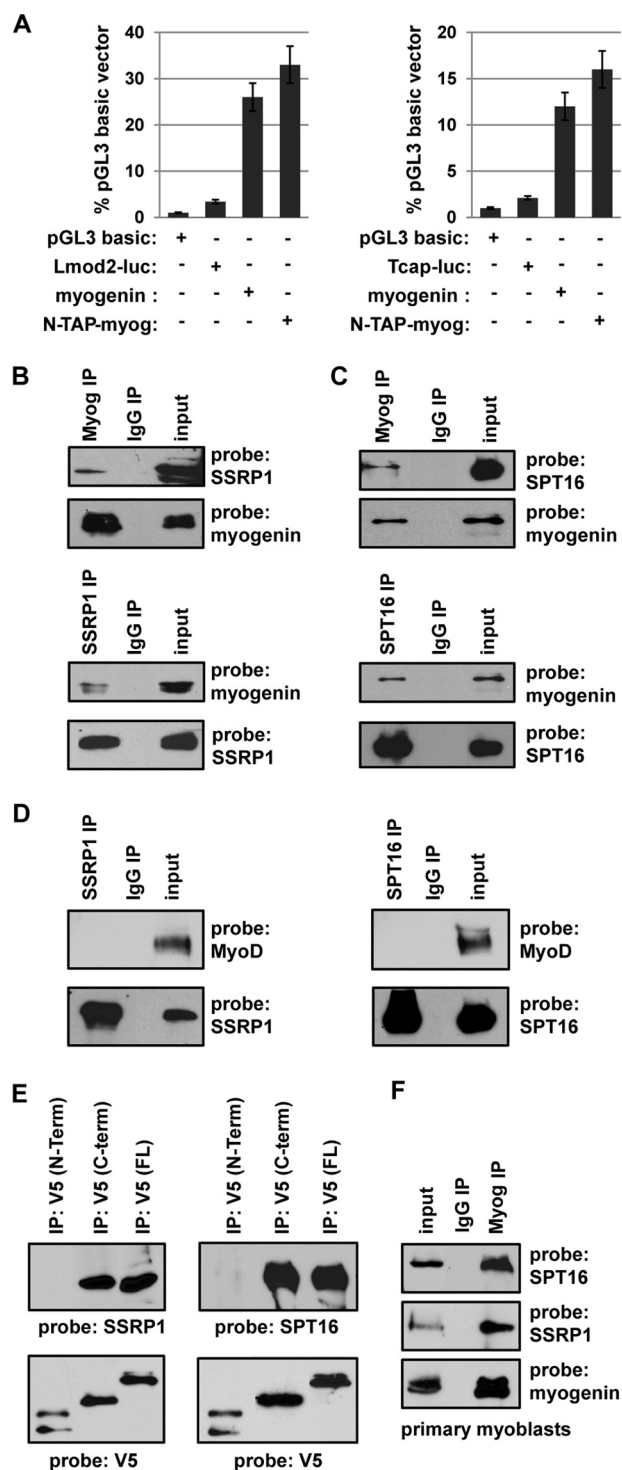 A
% pGL3 basic vector
40
30
20
10
0
pGL3 basic: + - - -
Lmod2-luc: - + - -
myogenin : - - + -
N-TAP-myog: - - - +
% pGL3 basic vector
20
15
10
5
0
pGL3 basic: + - - -
Tcap-luc: - + - -
myogenin : - - + -
N-TAP-myog: - - - +
B
Myog IP
IgG IP
input
probe:
SSRP1
probe:
myogenin
SSRP1 IP
IgG IP
input
probe:
myogenin
probe:
SSRP1
C
Myog IP
IgG IP
input
probe:
SPT16
probe:
myogenin
SPT16 IP
IgG IP
input
probe:
myogenin
probe:
SPT16
D
SSRP1 IP
IgG IP
input
probe:
MyoD
probe:
SSRP1
SPT16 IP
IgG IP
input
probe:
MyoD
probe:
SPT16
E
IP: V5 (N-Term)
IP: V5 (C-term)
IP: V5 (FL)
probe: SSRP1
probe: V5
IP: V5 (N-Term)
IP: V5 (C-term)
IP: V5 (FL)
probe: SPT16
probe: V5
F
input
IgG IP
Myog IP
probe:
SPT16
probe:
SSRP1
probe:
myogenin
primary myoblasts